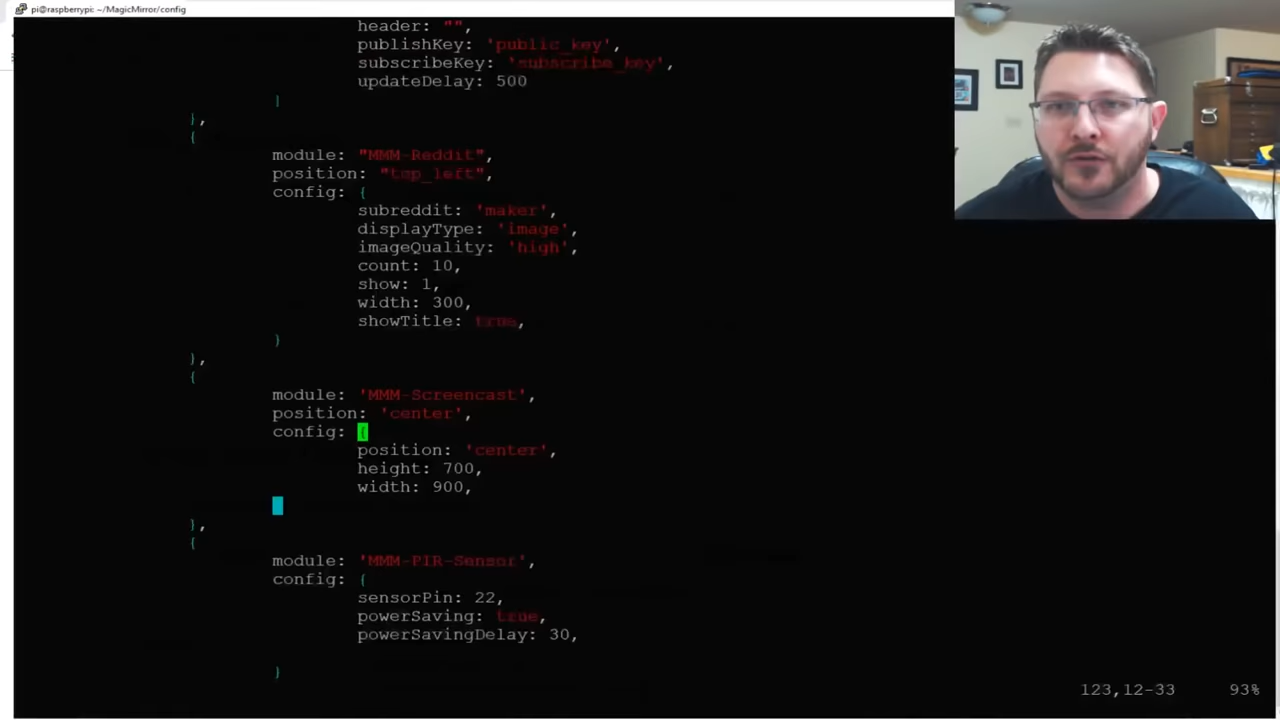 pi@raspberrypi: ~/MagicMirror/config
header: "",
publishKey: 'public_key',
subscribeKey: 'subscribe_key',
updateDelay: 500
}
},
{
module: "MMM-Reddit",
position: "top_left",
config: {
subreddit: 'maker',
displayType: 'image',
imageQuality: 'high',
count: 10,
show: 1,
width: 300,
showTitle: true,
}
},
{
module: 'MMM-Screencast',
position: 'center',
config: {
position: 'center',
height: 700,
width: 900,
},
{
module: 'MMM-PIR-Sensor',
config: {
sensorPin: 22,
powerSaving: true,
powerSavingDelay: 30,
}
123,12-33 93%